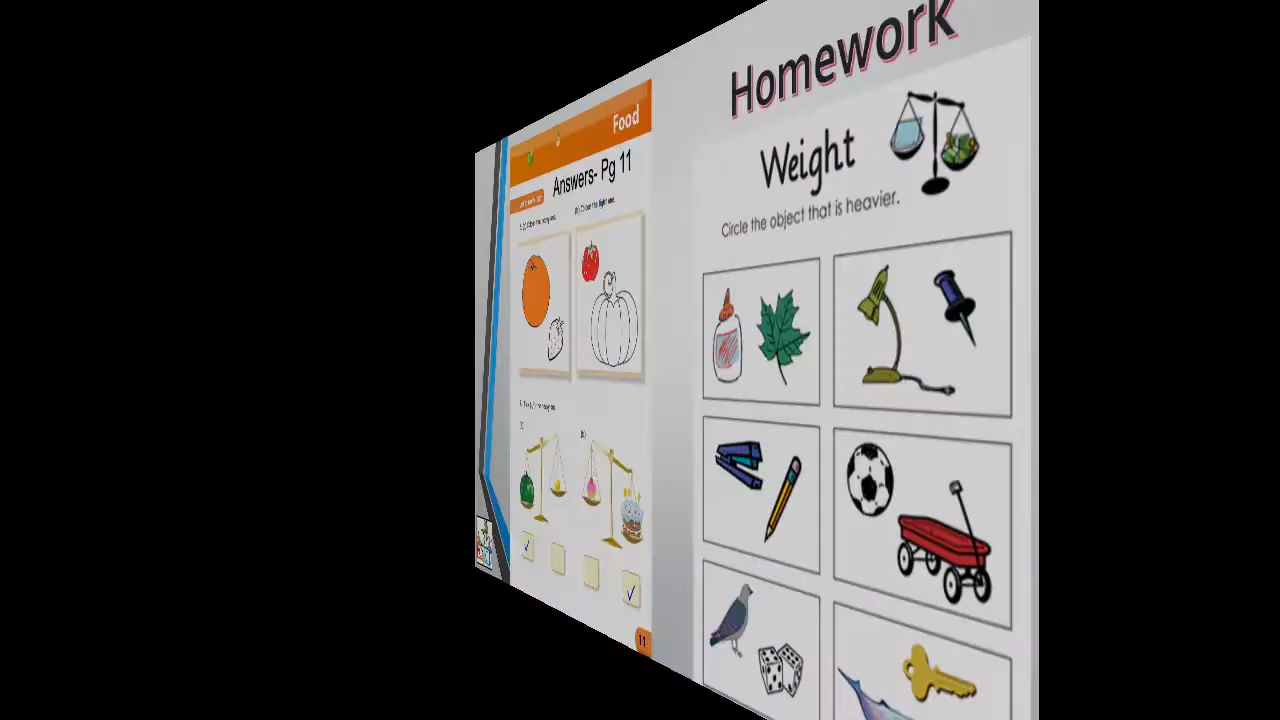 Food
Answers- Pg 11
11
Homework
Weight
Circle the object that is heavier.